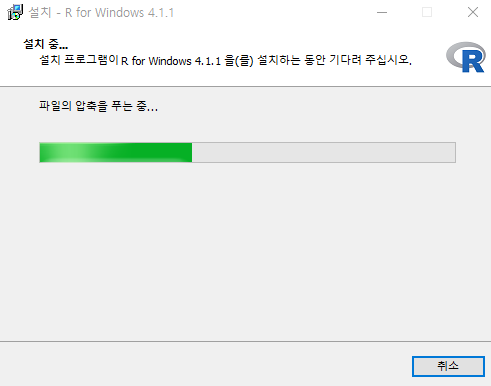 설치 - R for Windows 4.1.1
설치 중...
설치 프로그램이 R for Windows 4.1.1 을(를) 설치하는 동안 기다려 주십시오.
R
파일의 압축을 푸는 중...
취소